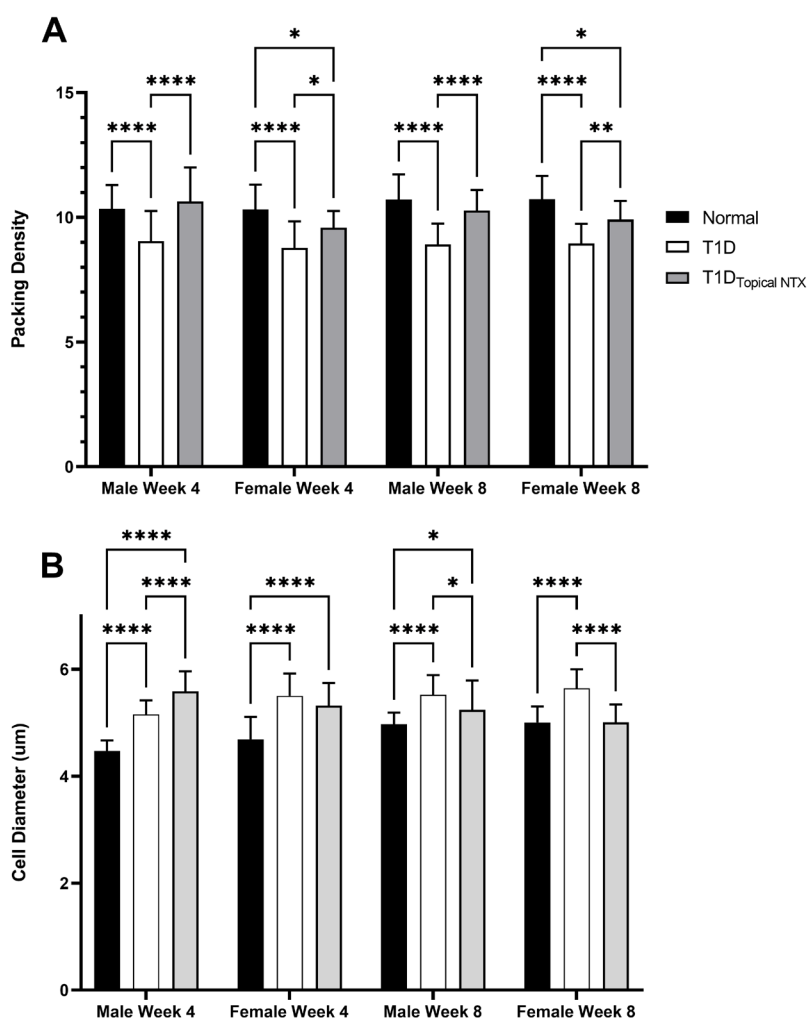 A
*
*
**** ****
* ****
**** **** **** **** **
15
10
5
0
Packing Density
Male Week 4 Female Week 4 Male Week 8 Female Week 8
Normal
T1D
T1D Topical NTX
B
**** *
**** **** * ****
**** **** **** ****
6
4
2
0
Cell Diameter (um)
Male Week 4 Female Week 4 Male Week 8 Female Week 8